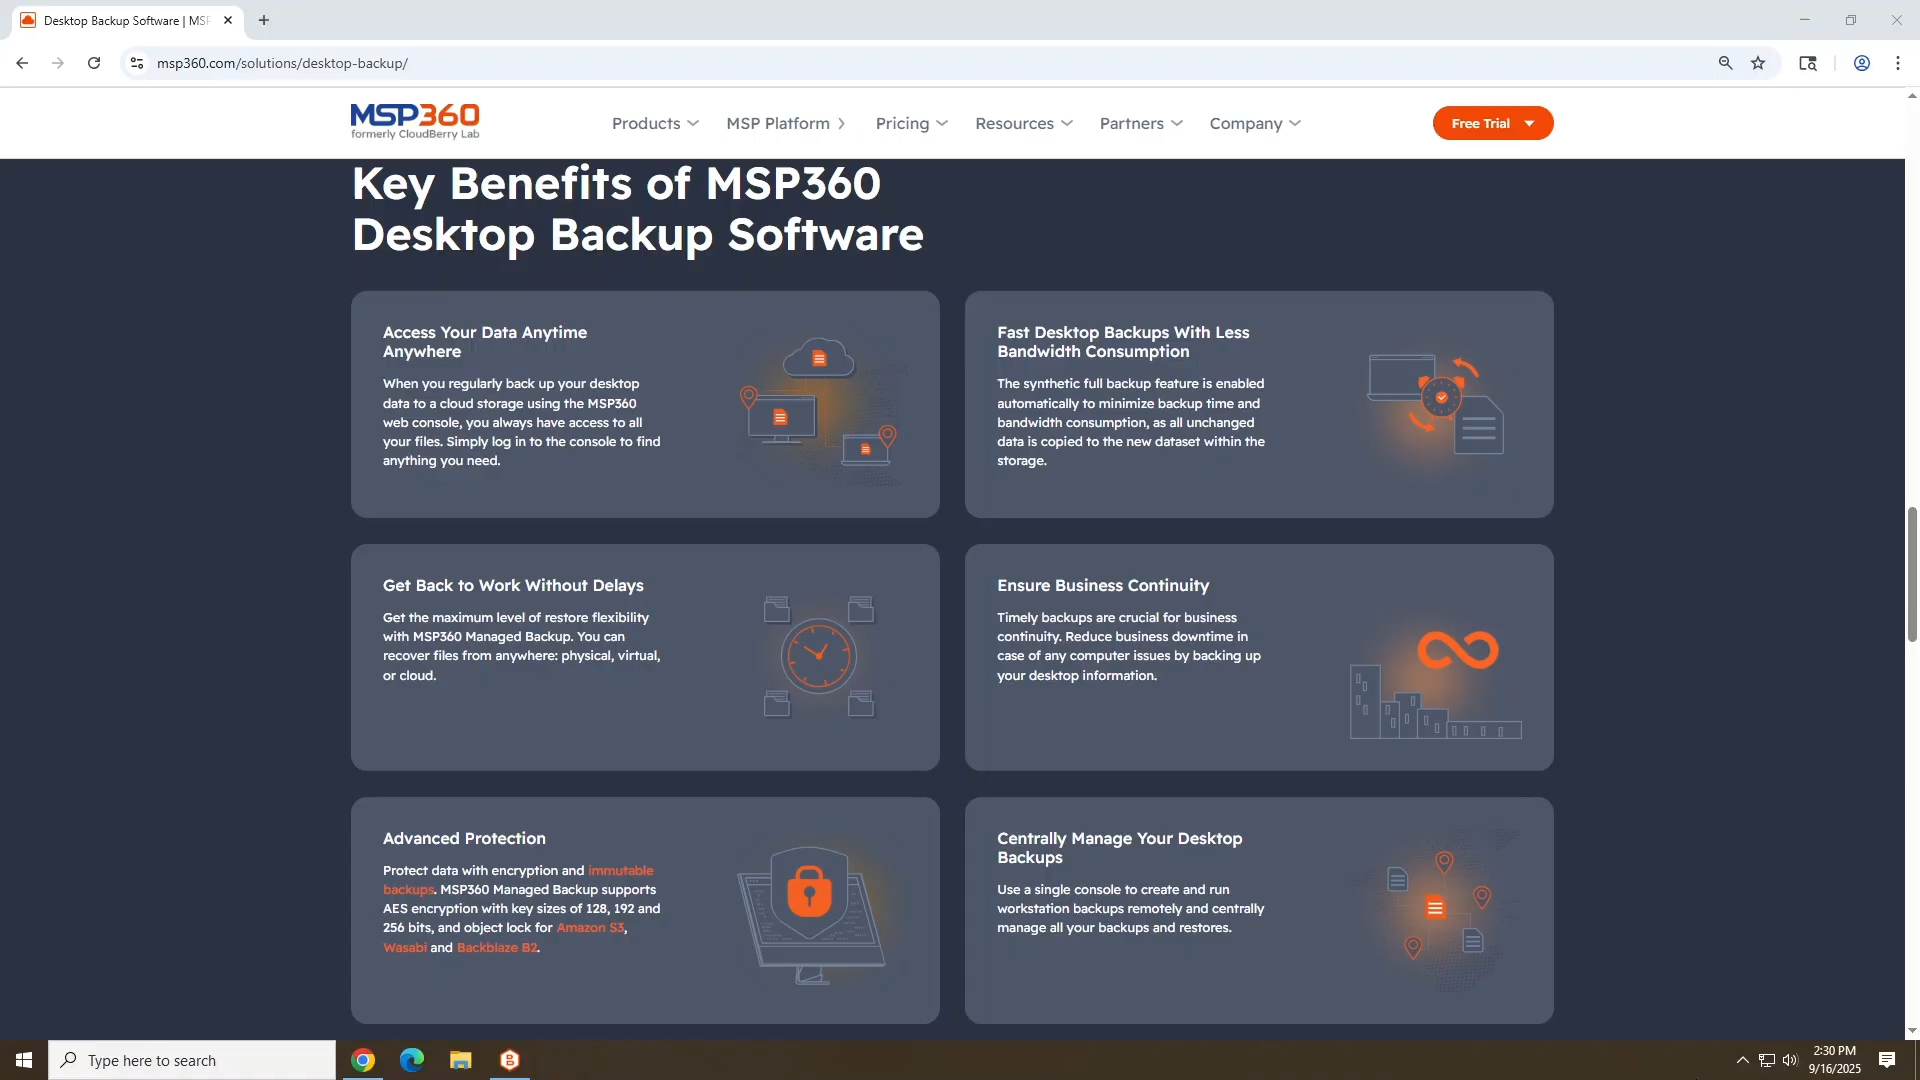 Desktop Backup Software | MSP
msp360.com/solutions/desktop-backup/
MSP360
formerly CloudBerry Lab
Products
MSP Platform
Pricing
Resources
Partners
Company
Free Trial
Key Benefits of MSP360
Desktop Backup Software
Access Your Data Anytime
Anywhere
When you regularly back up your desktop
data to a cloud storage using the MSP360
web console, you always have access to all
your files. Simply log in to the console to find
anything you need.
Fast Desktop Backups With Less
Bandwidth Consumption
The synthetic full backup feature is enabled
automatically to minimize backup time and
bandwidth consumption, as all unchanged
data is copied to the new dataset within the
storage.
Get Back to Work Without Delays
Get the maximum level of restore flexibility
with MSP360 Managed Backup. You can
recover files from anywhere: physical, virtual,
or cloud.
Ensure Business Continuity
Timely backups are crucial for business
continuity. Reduce business downtime in
case of any computer issues by backing up
your desktop information.
Advanced Protection
Protect data with encryption and immutable
backups. MSP360 Managed Backup supports
AES encryption with key sizes of 128, 192 and
256 bits, and object lock for Amazon S3,
Wasabi and Backblaze B2.
Centrally Manage Your Desktop
Backups
Use a single console to create and run
workstation backups remotely and centrally
manage all your backups and restores.
Type here to search
B
2:30 PM
9/16/2025